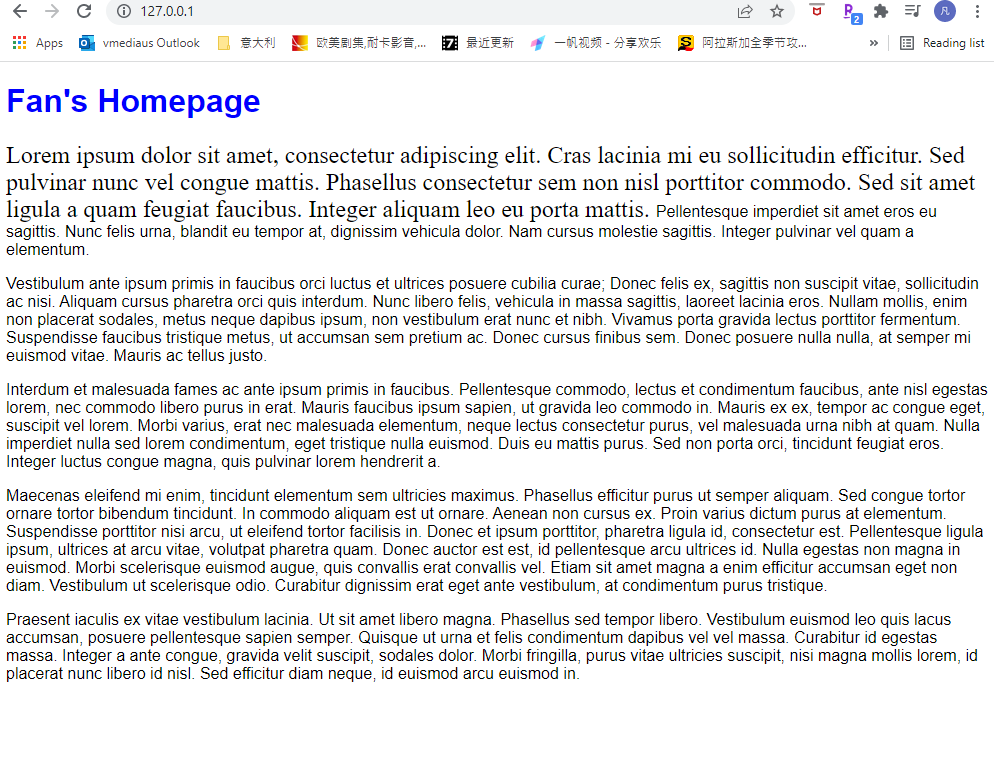 127.0.0.1
Apps vmediaus Outlook 意大利 欧美剧集,耐卡影音,... 最近更新 一帆视频 - 分享欢乐 阿拉斯加全季节攻... » Reading list
Fan's Homepage
Lorem ipsum dolor sit amet, consectetur adipiscing elit. Cras lacinia mi eu sollicitudin efficitur. Sed
pulvinar nunc vel congue mattis. Phasellus consectetur sem non nisl porttitor commodo. Sed sit amet
ligula a quam feugiat faucibus. Integer aliquam leo eu porta mattis. Pellentesque imperdiet sit amet eros eu
sagittis. Nunc felis urna, blandit eu tempor at, dignissim vehicula dolor. Nam cursus molestie sagittis. Integer pulvinar vel quam a
elementum.
Vestibulum ante ipsum primis in faucibus orci luctus et ultrices posuere cubilia curae; Donec felis ex, sagittis non suscipit vitae, sollicitudin
ac nisi. Aliquam cursus pharetra orci quis interdum. Nunc libero felis, vehicula in massa sagittis, laoreet lacinia eros. Nullam mollis, enim
non placerat sodales, metus neque dapibus ipsum, non vestibulum erat nunc et nibh. Vivamus porta gravida lectus porttitor fermentum.
Suspendisse faucibus tristique metus, ut accumsan sem pretium ac. Donec cursus finibus sem. Donec posuere nulla nulla, at semper mi
euismod vitae. Mauris ac tellus justo.
Interdum et malesuada fames ac ante ipsum primis in faucibus. Pellentesque commodo, lectus et condimentum faucibus, ante nisl egestas
lorem, nec commodo libero purus in erat. Mauris faucibus ipsum sapien, ut gravida leo commodo in. Mauris ex ex, tempor ac congue eget,
suscipit vel lorem. Morbi varius, erat nec malesuada elementum, neque lectus consectetur purus, vel malesuada urna nibh at quam. Nulla
imperdiet nulla sed lorem condimentum, eget tristique nulla euismod. Duis eu mattis purus. Sed non porta orci, tincidunt feugiat eros.
Integer luctus congue magna, quis pulvinar lorem hendrerit a.
Maecenas eleifend mi enim, tincidunt elementum sem ultricies maximus. Phasellus efficitur purus ut semper aliquam. Sed congue tortor
ornare tortor bibendum tincidunt. In commodo aliquam est ut ornare. Aenean non cursus ex. Proin varius dictum purus at elementum.
Suspendisse porttitor nisi arcu, ut eleifend tortor facilisis in. Donec et ipsum porttitor, pharetra ligula id, consectetur est. Pellentesque ligula
ipsum, ultrices at arcu vitae, volutpat pharetra quam. Donec auctor est est, id pellentesque arcu ultrices id. Nulla egestas non magna in
euismod. Morbi scelerisque euismod augue, quis convallis erat convallis vel. Etiam sit amet magna a enim efficitur accumsan eget non
diam. Vestibulum ut scelerisque odio. Curabitur dignissim erat eget ante vestibulum, at condimentum purus tristique.
Praesent iaculis ex vitae vestibulum lacinia. Ut sit amet libero magna. Phasellus sed tempor libero. Vestibulum euismod leo quis lacus
accumsan, posuere pellentesque sapien semper. Quisque ut urna et felis condimentum dapibus vel vel massa. Curabitur id egestas
massa. Integer a ante congue, gravida velit suscipit, sodales dolor. Morbi fringilla, purus vitae ultricies suscipit, nisi magna mollis lorem, id
placerat nunc libero id nisl. Sed efficitur diam neque, id euismod arcu euismod in.